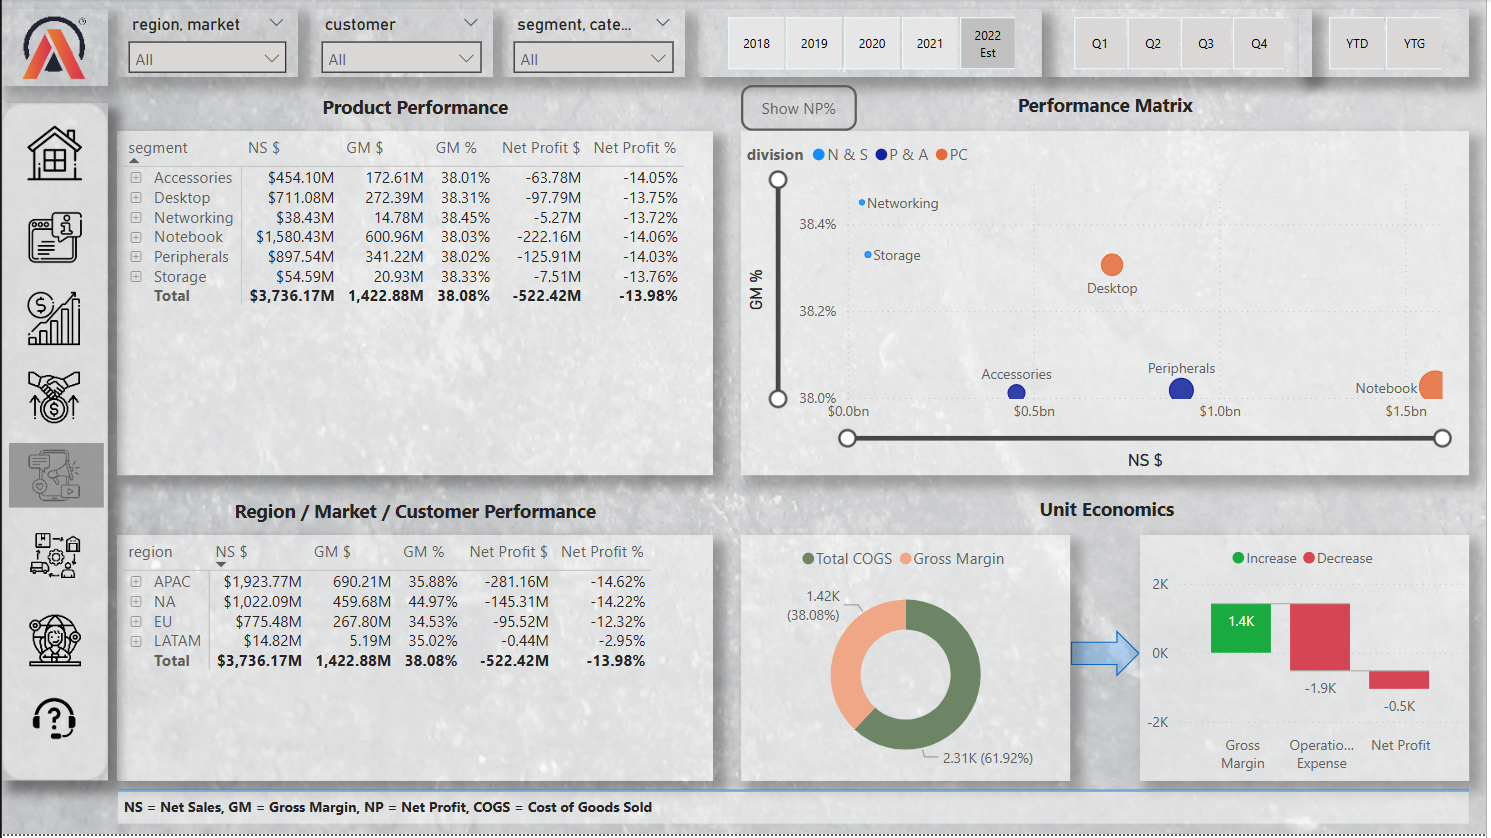 region, market
customer
segment, cate...
All
All
All
2018
2019
2020
2021
2022
Est
Q1
Q2
Q3
Q4
YTD
YTG
Product Performance
segment NS $ GM $ GM % Net Profit $ Net Profit %
Accessories $454.10M 172.61M 38.01% -63.78M -14.05%
Desktop $711.08M 272.39M 38.31% -97.79M -13.75%
Networking $38.43M 14.78M 38.45% -5.27M -13.72%
Notebook $1,580.43M 600.96M 38.03% -222.16M -14.06%
Peripherals $897.54M 341.22M 38.02% -125.91M -14.03%
Storage $54.59M 20.93M 38.33% -7.51M -13.76%
Total $3,736.17M 1,422.88M 38.08% -522.42M -13.98%
Show NP%
Performance Matrix
division N & S P & A PC
GM %
38.4%
38.2%
38.0%
Networking
Storage
Desktop
Accessories
Peripherals
Notebook
$0.0bn $0.5bn $1.0bn $1.5bn
NS $
Region / Market / Customer Performance
region NS $ GM $ GM % Net Profit $ Net Profit %
APAC $1,923.77M 690.21M 35.88% -281.16M -14.62%
NA $1,022.09M 459.68M 44.97% -145.31M -14.22%
EU $775.48M 267.80M 34.53% -95.52M -12.32%
LATAM $14.82M 5.19M 35.02% -0.44M -2.95%
Total $3,736.17M 1,422.88M 38.08% -522.42M -13.98%
Unit Economics
Total COGS Gross Margin
1.42K
(38.08%)
2.31K (61.92%)
Increase Decrease
2K
0K
-2K
1.4K
-1.9K
-0.5K
Gross
Margin
Operatio...
Expense
Net Profit
NS = Net Sales, GM = Gross Margin, NP = Net Profit, COGS = Cost of Goods Sold